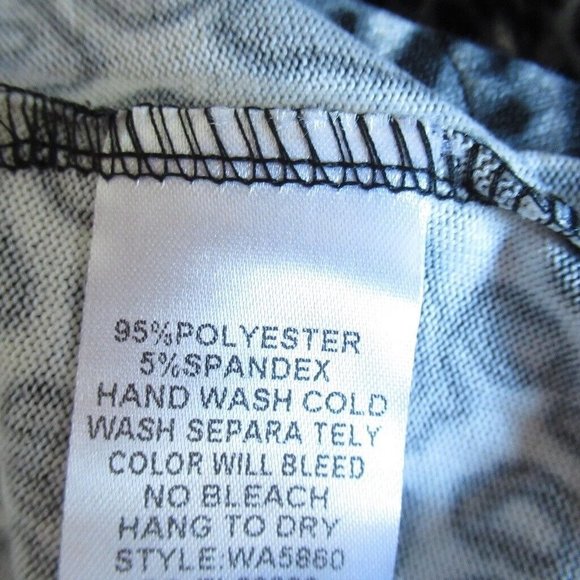 95%POLYESTER
5%SPANDEX
HAND WASH COLD
WASH SEPARA TELY
COLOR WILL BLEED
NO BLEACH
HANG TO DRY
STYLE:WA5860